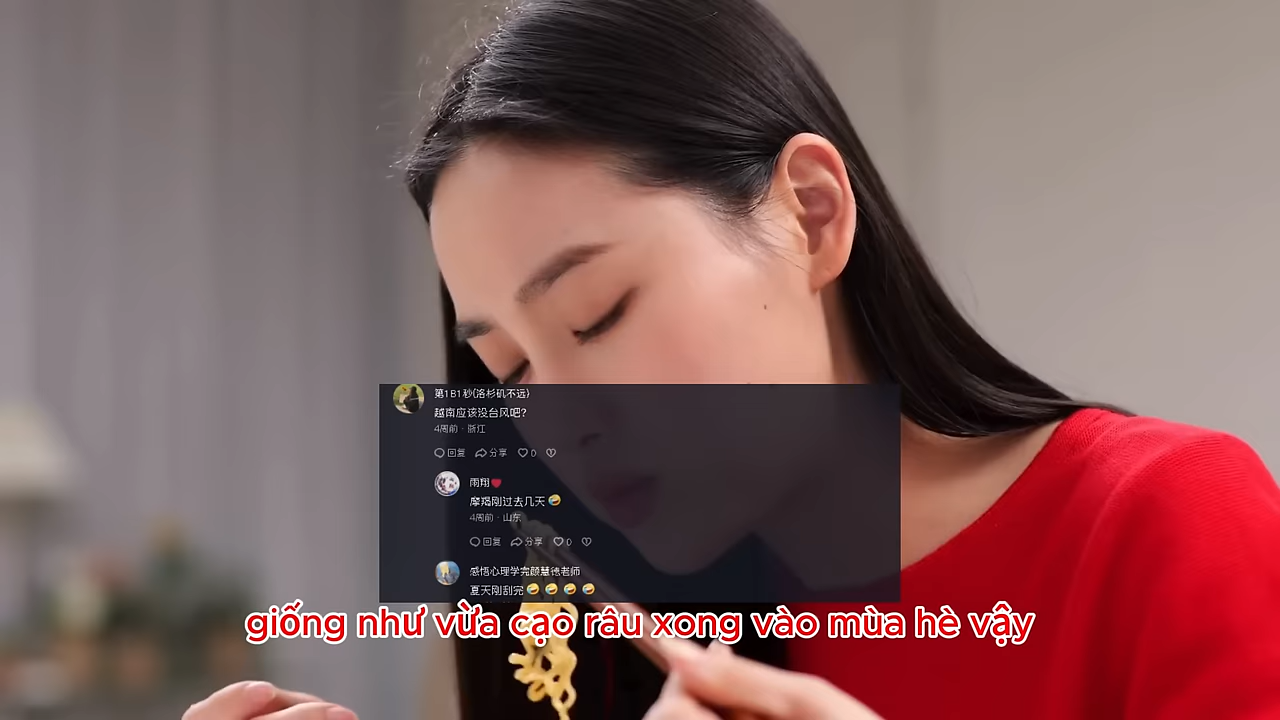 第1B1秒(洛杉矶不远)
越南应该没台风吧?
4周前 · 浙江
回复 分享 0
雨翔❤️
摩羯刚过去几天🤣
4周前 · 山东
回复 分享 0
感悟心理学完颜慧德老师
夏天刚刮完🤣🤣🤣🤣
giống như vừa cạo râu xong vào mùa hè vậy